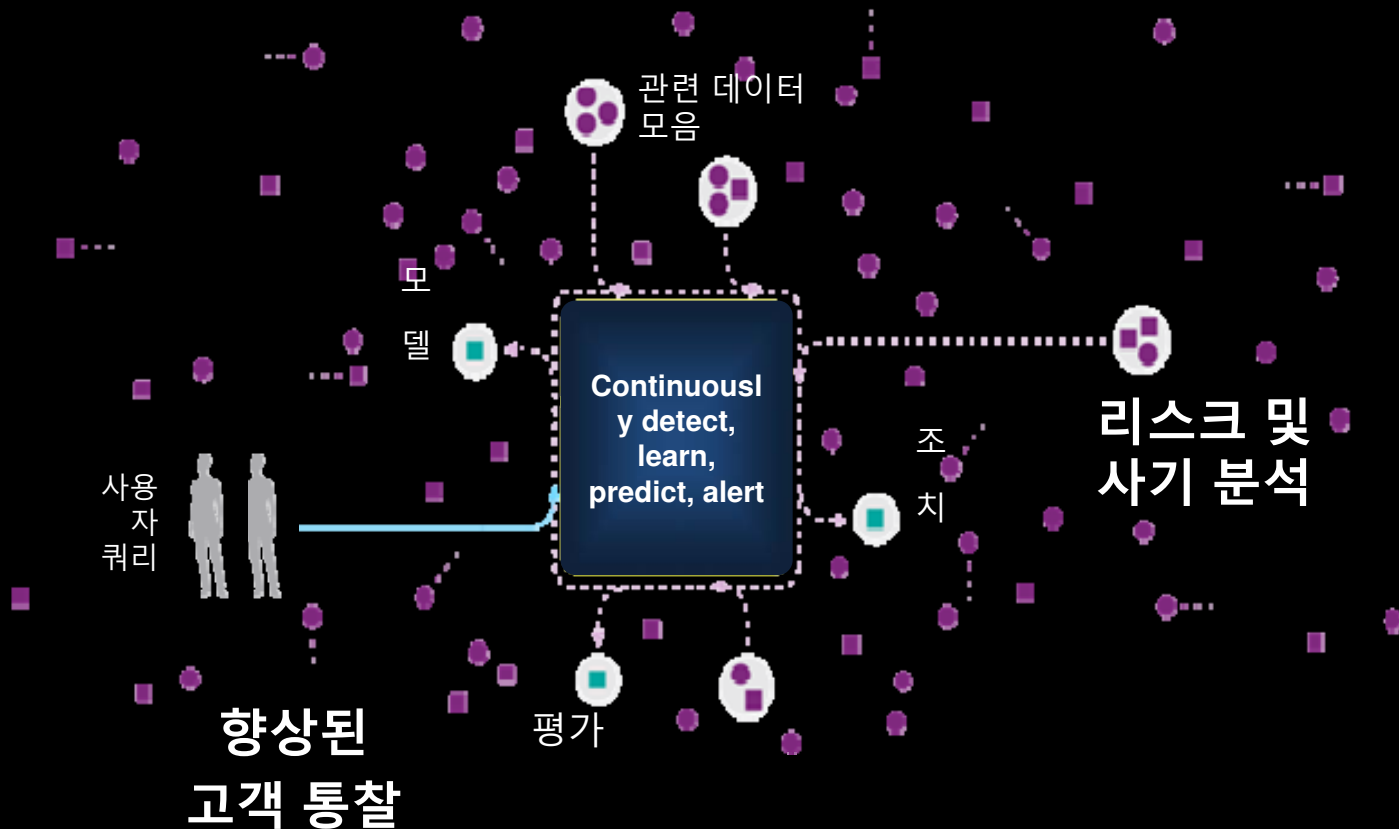 관련 데이터
모음
모
델
Continuousl
y detect,
learn,
predict, alert
리스크 및
사기 분석
조
치
사용
자
쿼리
평가
향상된
고객 통찰